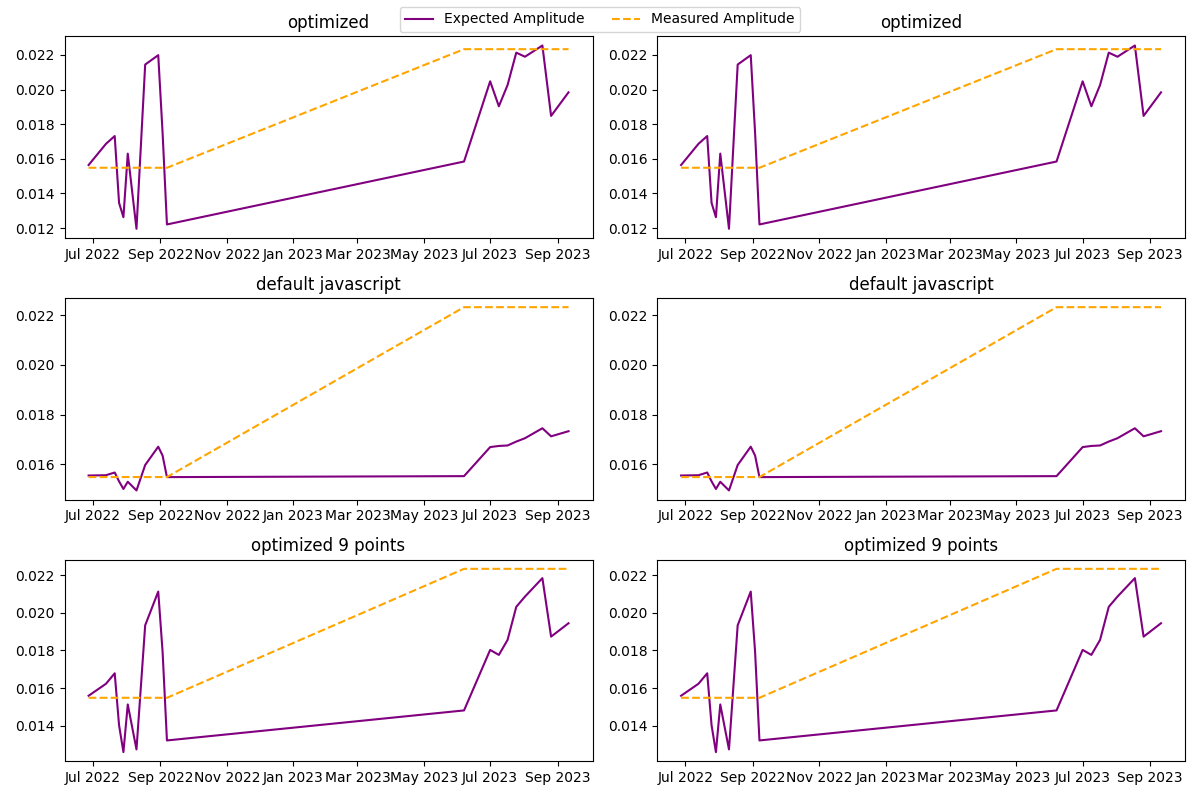 Expected Amplitude Measured Amplitude
optimized optimized
0.022 0.020 0.018 0.016 0.014 0.012
Jul 2022 Sep 2022 Nov 2022 Jan 2023 Mar 2023 May 2023 Jul 2023 Sep 2023
0.022 0.020 0.018 0.016 0.014 0.012
Jul 2022 Sep 2022 Nov 2022 Jan 2023 Mar 2023 May 2023 Jul 2023 Sep 2023
default javascript default javascript
0.022 0.020 0.018 0.016
Jul 2022 Sep 2022 Nov 2022 Jan 2023 Mar 2023 May 2023 Jul 2023 Sep 2023
0.022 0.020 0.018 0.016
Jul 2022 Sep 2022 Nov 2022 Jan 2023 Mar 2023 May 2023 Jul 2023 Sep 2023
optimized 9 points optimized 9 points
0.022 0.020 0.018 0.016 0.014
Jul 2022 Sep 2022 Nov 2022 Jan 2023 Mar 2023 May 2023 Jul 2023 Sep 2023
0.022 0.020 0.018 0.016 0.014
Jul 2022 Sep 2022 Nov 2022 Jan 2023 Mar 2023 May 2023 Jul 2023 Sep 2023